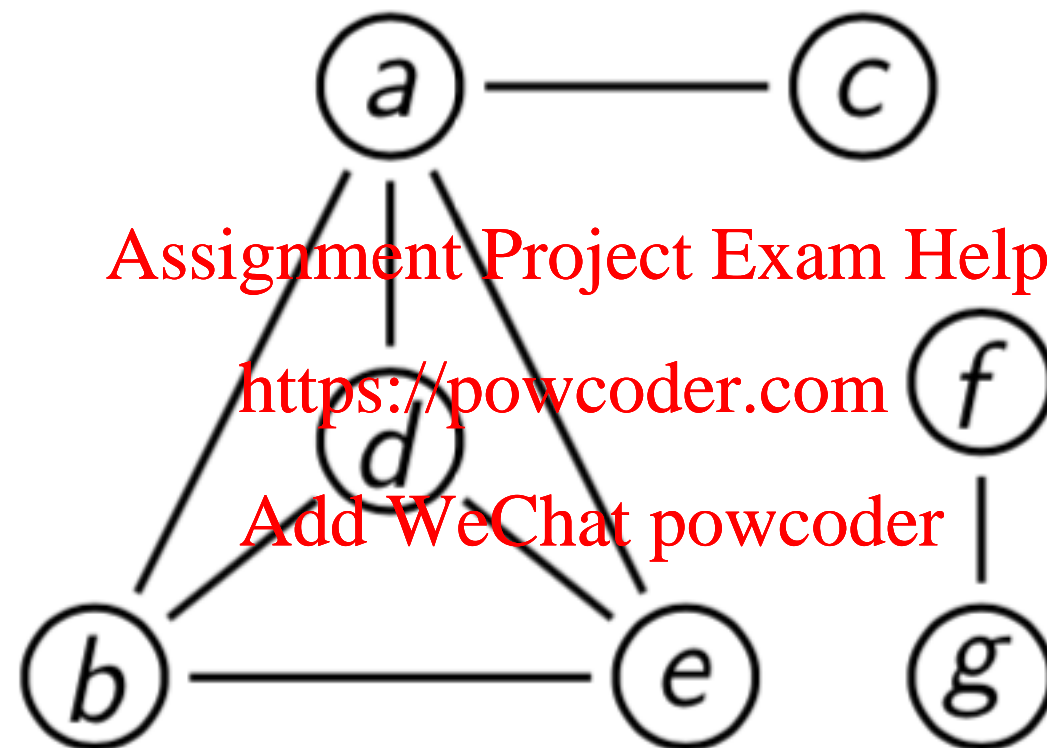 a c
Assignment Project Exam Help
f
https://powcoder.com
d
Add WeChat powcoder
b e g